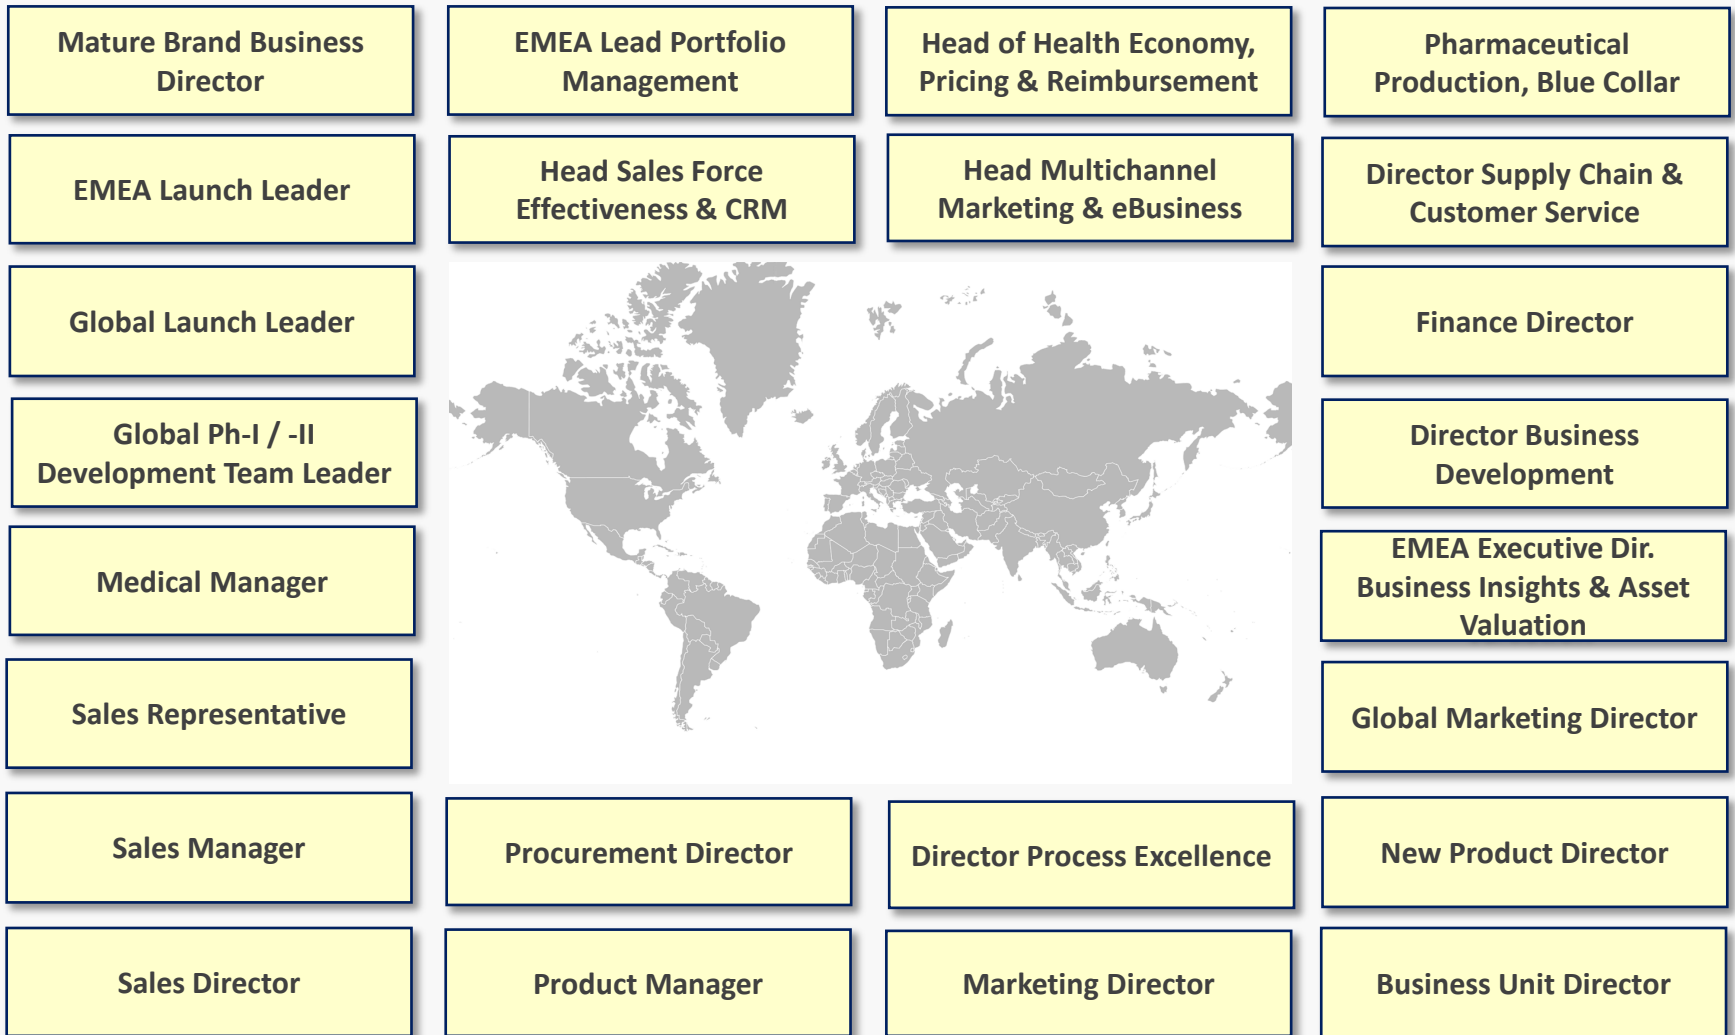 Mature Brand Business
Director
EMEA Lead Portfolio
Management
Head of Health Economy,
Pricing & Reimbursement
Pharmaceutical
Production, Blue Collar
EMEA Launch Leader
Head Sales Force
Effectiveness & CRM
Head Multichannel
Marketing & eBusiness
Director Supply Chain &
Customer Service
Global Launch Leader
Finance Director
Global Ph-I / -II
Development Team Leader
Director Business
Development
Medical Manager
EMEA Executive Dir.
Business Insights & Asset
Valuation
Sales Representative
Global Marketing Director
Sales Manager
Procurement Director
Director Process Excellence
New Product Director
Sales Director
Product Manager
Marketing Director
Business Unit Director